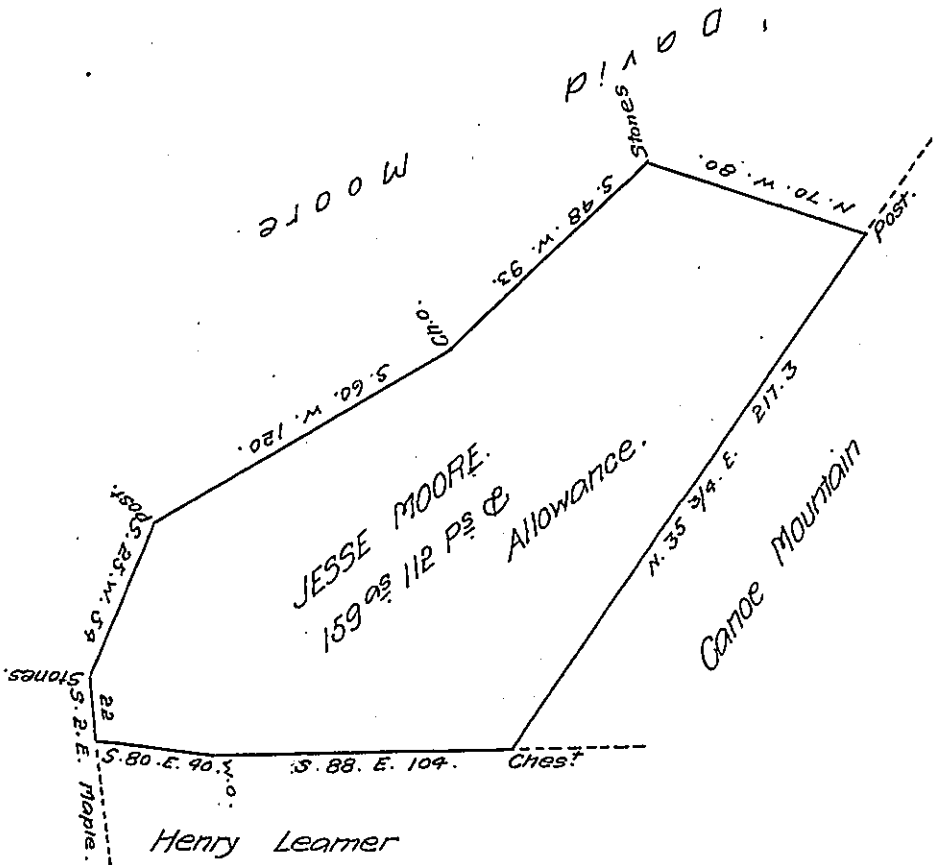 David
Moore
Stones
N. 70. W. 80.
Post.
S. 48. W. 93.
Ch.O.
S. 60. W. 120.
post.
S. 25. W. 54
Stones.
22
S. 2. E.
Maple.
S. 80. E. 90.
W.O.
S. 88. E. 104.
Chest
N. 35 3/4. E. 217.3
JESSE MOORE.
159 as 112 Ps &
Allowance.
Canoe Mountain
Henry Leamer